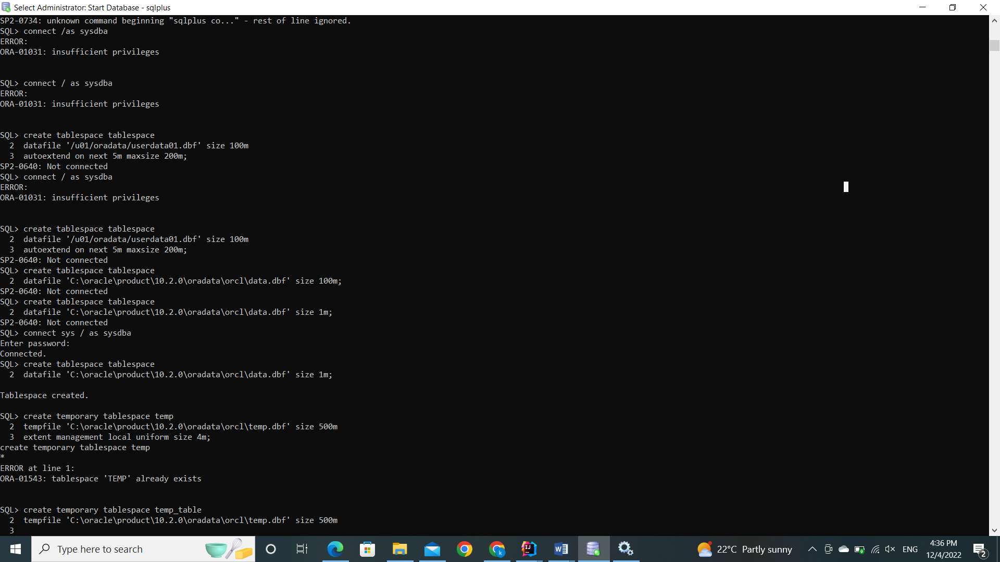 Select Administrator: Start Database - sqlplus
SP2-0734: unknown command beginning "sqlplus co..." - rest of line ignored.
SQL> connect /as sysdba
ERROR:
ORA-01031: insufficient privileges
SQL> connect / as sysdba
ERROR:
ORA-01031: insufficient privileges
SQL> create tablespace tablespace
  2  datafile '/u01/oradata/userdata01.dbf' size 100m
  3  autoextend on next 5m maxsize 200m;
SP2-0640: Not connected
SQL> connect / as sysdba
ERROR:
ORA-01031: insufficient privileges
SQL> create tablespace tablespace
  2  datafile '/u01/oradata/userdata01.dbf' size 100m
  3  autoextend on next 5m maxsize 200m;
SP2-0640: Not connected
SQL> create tablespace tablespace
  2  datafile 'C:\oracle\product\10.2.0\oradata\orcl\data.dbf' size 100m;
SP2-0640: Not connected
SQL> create tablespace tablespace
  2  datafile 'C:\oracle\product\10.2.0\oradata\orcl\data.dbf' size 1m;
SP2-0640: Not connected
SQL> connect sys / as sysdba
Enter password:
Connected.
SQL> create tablespace tablespace
  2  datafile 'C:\oracle\product\10.2.0\oradata\orcl\data.dbf' size 1m;
Tablespace created.
SQL> create temporary tablespace temp
  2  tempfile 'C:\oracle\product\10.2.0\oradata\orcl\temp.dbf' size 500m
  3  extent management local uniform size 4m;
create temporary tablespace temp
*
ERROR at line 1:
ORA-01543: tablespace 'TEMP' already exists
SQL> create temporary tablespace temp_table
  2  tempfile 'C:\oracle\product\10.2.0\oradata\orcl\temp.dbf' size 500m
  3
Type here to search
22°C Partly sunny
ENG
4:36 PM
12/4/2022
2